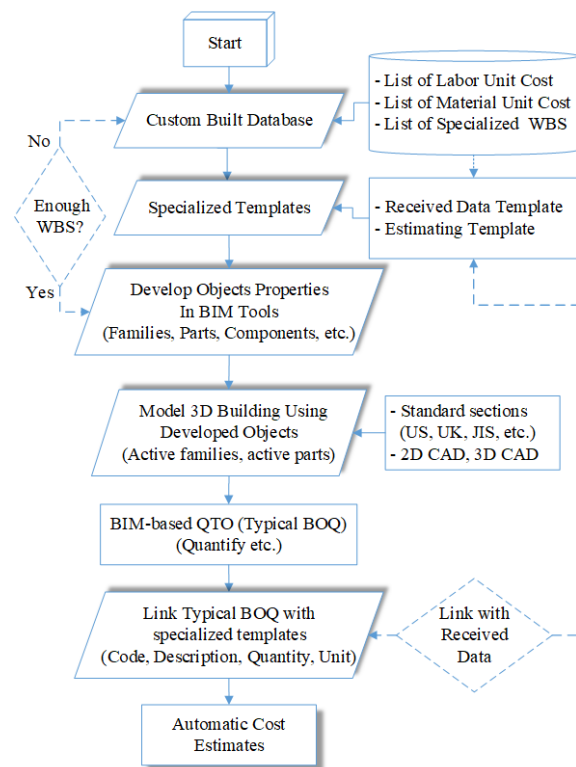 Start
- List of Labor Unit Cost
- List of Material Unit Cost
- List of Specialized WBS
Custom Built Database
No
Enough
WBS?
Yes
Specialized Templates
- Received Data Template
- Estimating Template
Develop Objects Properties
In BIM Tools
(Families, Parts, Components, etc.)
Model 3D Building Using
Developed Objects
(Active families, active parts)
- Standard sections
(US, UK, JIS, etc.)
- 2D CAD, 3D CAD
BIM-based QTO (Typical BOQ)
(Quantify etc.)
Link Typical BOQ with
specialized templates
(Code, Description, Quantity, Unit)
Link with
Received
Data
Automatic Cost
Estimates